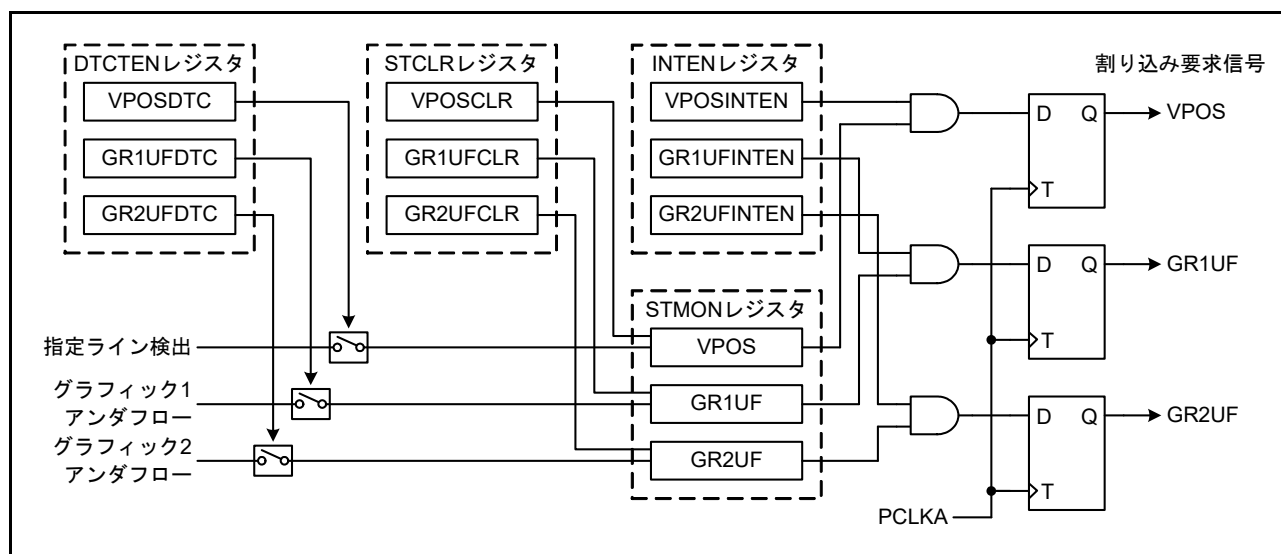 DTCTENレジスタ
VPOSDTC
GR1UFDTC
GR2UFDTC
STCLRレジスタ
VPOSCLR
GR1UFCLR
GR2UFCLR
INTENレジスタ
VPOSINTEN
GR1UFINTEN
GR2UFINTEN
割り込み要求信号
D Q
T
VPOS
D Q
T
GR1UF
D Q
T
GR2UF
STMONレジスタ
VPOS
GR1UF
GR2UF
指定ライン検出
グラフィック1
アンダフロー
グラフィック2
アンダフロー
PCLKA